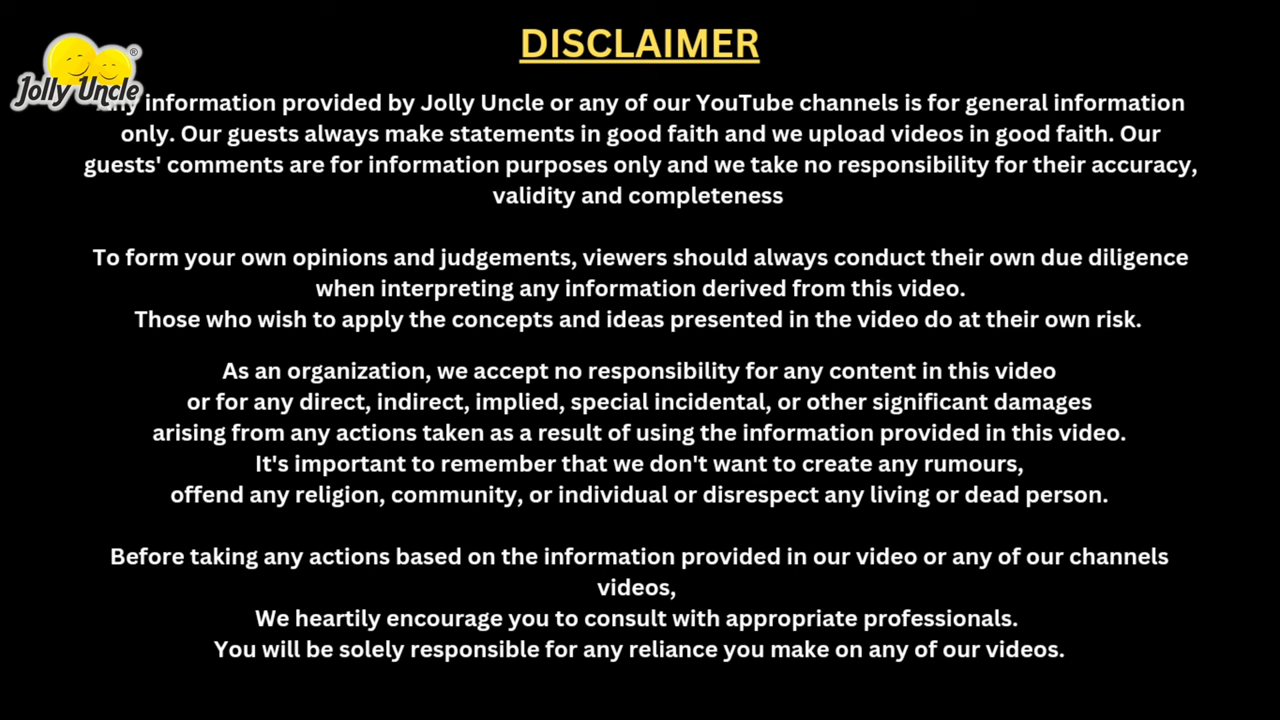 DISCLAIMER
Jolly Uncle®
Any information provided by Jolly Uncle or any of our YouTube channels is for general information
only. Our guests always make statements in good faith and we upload videos in good faith. Our
guests' comments are for information purposes only and we take no responsibility for their accuracy,
validity and completeness
To form your own opinions and judgements, viewers should always conduct their own due diligence
when interpreting any information derived from this video.
Those who wish to apply the concepts and ideas presented in the video do at their own risk.
As an organization, we accept no responsibility for any content in this video
or for any direct, indirect, implied, special incidental, or other significant damages
arising from any actions taken as a result of using the information provided in this video.
It's important to remember that we don't want to create any rumours,
offend any religion, community, or individual or disrespect any living or dead person.
Before taking any actions based on the information provided in our video or any of our channels
videos,
We heartily encourage you to consult with appropriate professionals.
You will be solely responsible for any reliance you make on any of our videos.